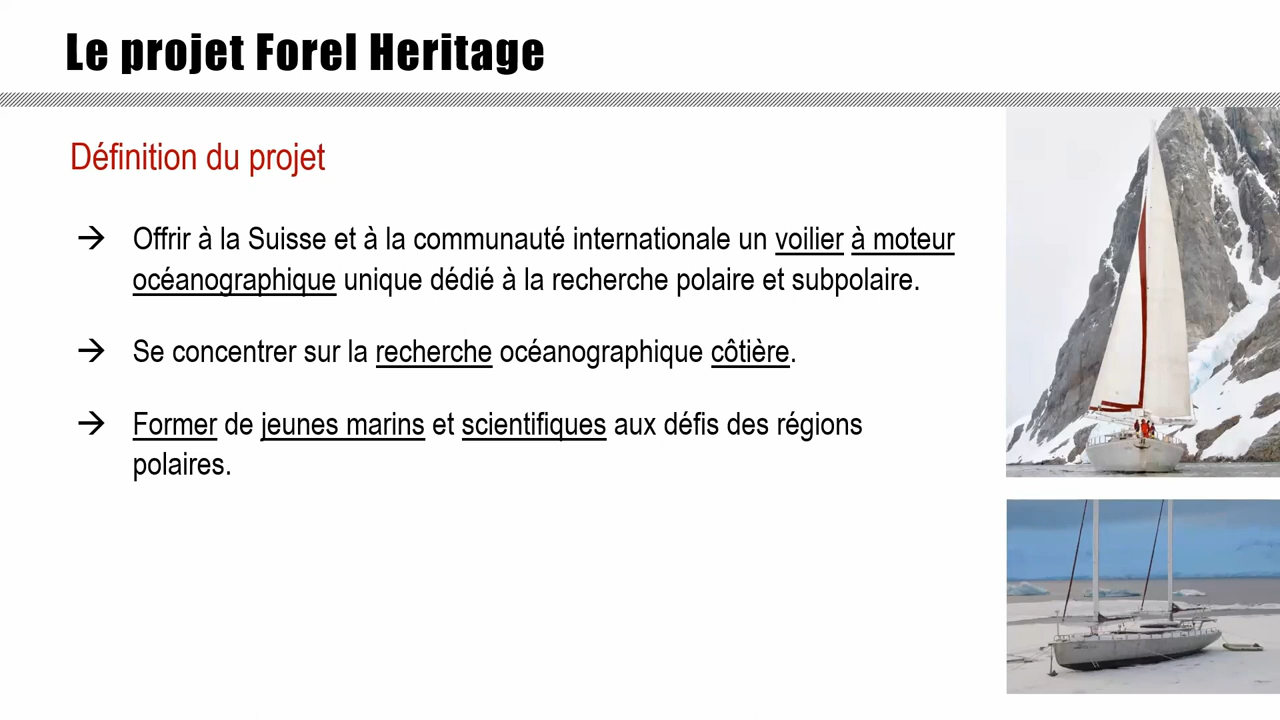 Le projet Forel Heritage
Définition du projet
→ Offrir à la Suisse et à la communauté internationale un voilier à moteur
océanographique unique dédié à la recherche polaire et subpolaire.
→ Se concentrer sur la recherche océanographique côtière.
→ Former de jeunes marins et scientifiques aux défis des régions
polaires.